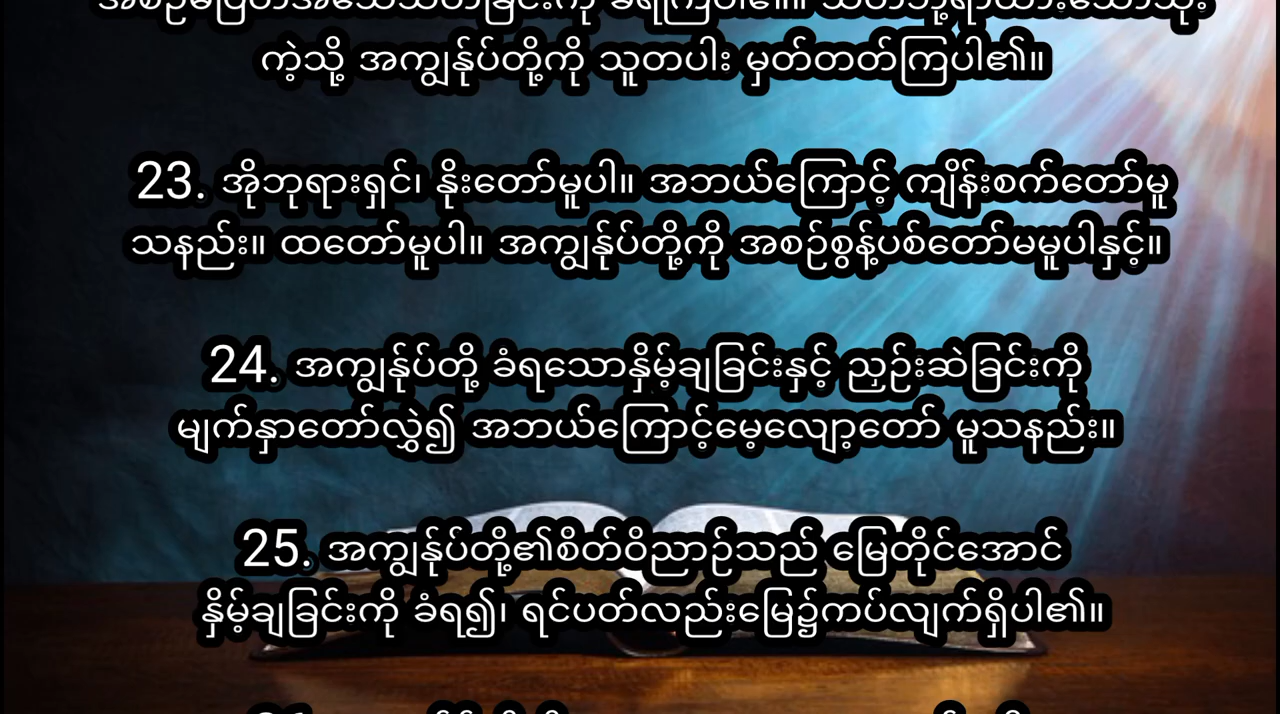 ကဲ့သို့ အကျွန်ုပ်တို့ကို သူတပါး မှတ်တတ်ကြပါ၏။
23. အိုဘုရားရှင်၊ နိုးတော်မူပါ။ အဘယ်ကြောင့် ကျိန်းစက်တော်မူ
သနည်း။ ထတော်မူပါ။ အကျွန်ုပ်တို့ကို အစဉ်စွန့်ပစ်တော်မမူပါနှင့်။
24. အကျွန်ုပ်တို့ ခံရသောနှိမ့်ချခြင်းနှင့် ညှဉ်းဆဲခြင်းကို
မျက်နှာတော်လွှဲ၍ အဘယ်ကြောင့်မေ့လျော့တော် မူသနည်း။
25. အကျွန်ုပ်တို့၏စိတ်ဝိညာဉ်သည် မြေတိုင်အောင်
နှိမ့်ချခြင်းကို ခံရ၍၊ ရင်ပတ်လည်းမြေ၌ကပ်လျက်ရှိပါ၏။